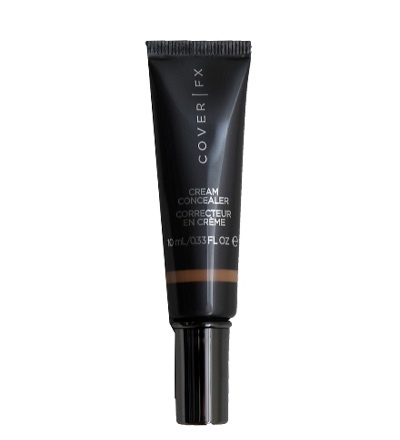 COVER | FX
CREAM
CONCEALER
CORRECTEUR
EN CRÈME
10 mL/0.33 FL OZ ℮